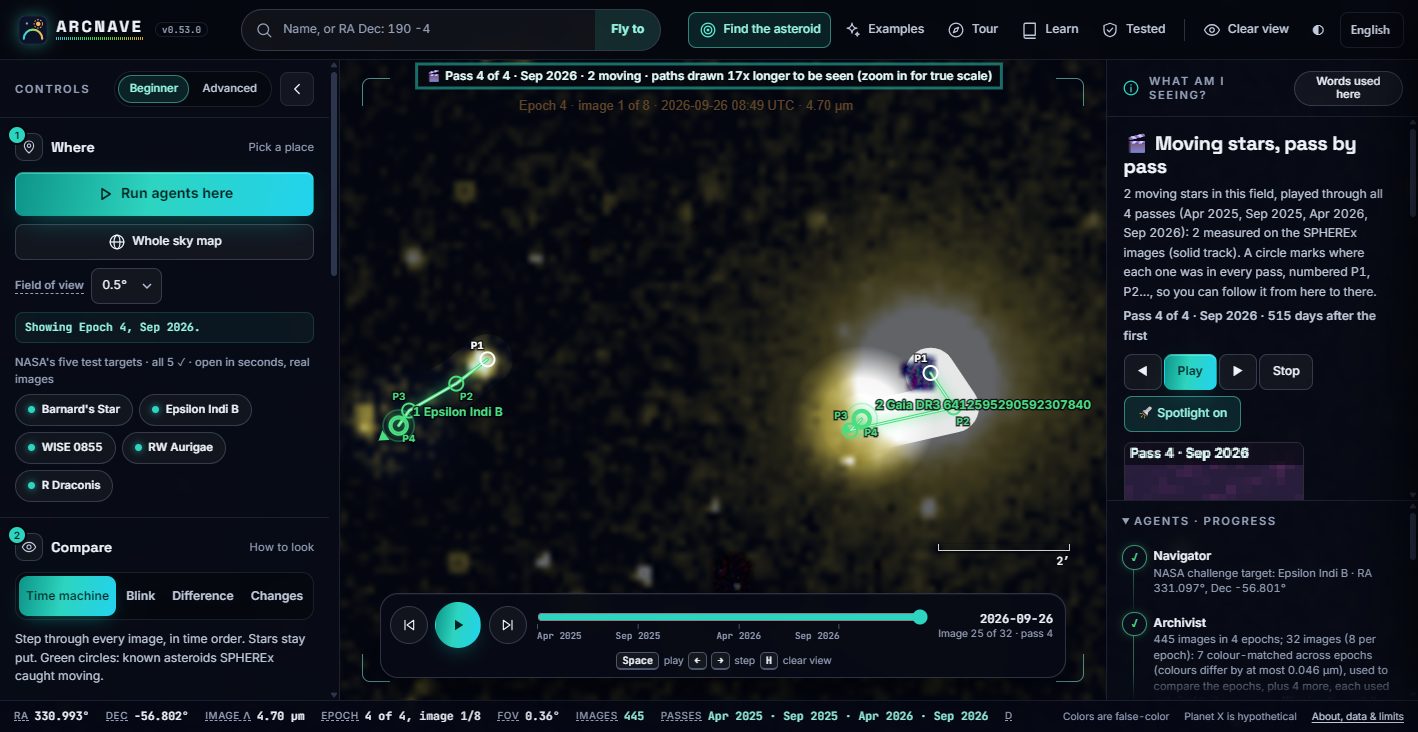 ARCNAVE
v0.53.0
Name, or RA Dec: 190 -4
Fly to
Find the asteroid
Examples
Tour
Learn
Tested
Clear view
English
CONTROLS
Beginner
Advanced
1
Where
Pick a place
Run agents here
Whole sky map
Field of view
0.5°
Showing Epoch 4, Sep 2026.
NASA's five test targets · all 5 ✓ · open in seconds, real
images
Barnard's Star
Epsilon Indi B
WISE 0855
RW Aurigae
R Draconis
2
Compare
How to look
Time machine
Blink
Difference
Changes
Step through every image, in time order. Stars stay
put. Green circles: known asteroids SPHEREx
caught moving.
Pass 4 of 4 · Sep 2026 · 2 moving · paths drawn 17x longer to be seen (zoom in for true scale)
Epoch 4 · image 1 of 8 · 2026-09-26 08:49 UTC · 4.70 µm
P1
P2
P3
1 Epsilon Indi B
P4
P1
2 Gaia DR3 6412595290592307840
P3
P2
P4
2′
2026-09-26
Image 25 of 32 · pass 4
Apr 2025
Sep 2025
Apr 2026
Sep 2026
Space play ← → step H clear view
WHAT AM I
SEEING?
Words used
here
Moving stars, pass by
pass
2 moving stars in this field, played through all
4 passes (Apr 2025, Sep 2025, Apr 2026,
Sep 2026): 2 measured on the SPHEREx
images (solid track). A circle marks where
each one was in every pass, numbered P1,
P2..., so you can follow it from here to there.
Pass 4 of 4 · Sep 2026 · 515 days after the
first
Play
Stop
Spotlight on
Pass 4 · Sep 2026
AGENTS · PROGRESS
Navigator
NASA challenge target: Epsilon Indi B · RA
331.097°, Dec -56.801°
Archivist
445 images in 4 epochs; 32 images (8 per
epoch): 7 colour-matched across epochs
(colours differ by at most 0.046 µm), used to
compare the epochs, plus 4 more, each used
RA 330.993°
DEC -56.802°
IMAGE Λ 4.70 µm
EPOCH 4 of 4, image 1/8
FOV 0.36°
IMAGES 445
PASSES Apr 2025 · Sep 2025 · Apr 2026 · Sep 2026
D
Colors are false-color
Planet X is hypothetical
About, data & limits